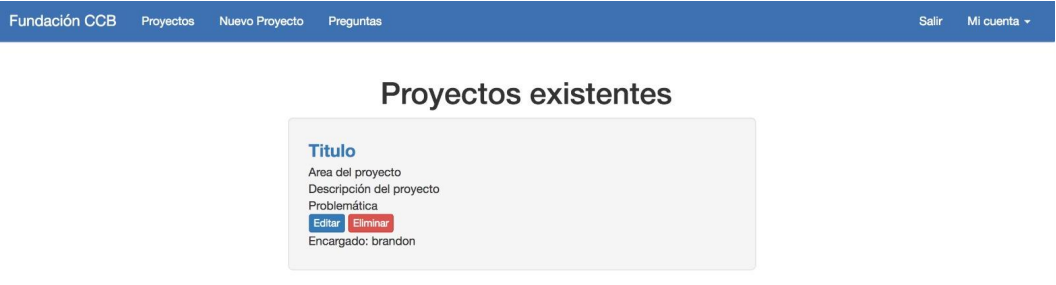 Fundación CCB Proyectos Nuevo Proyecto Preguntas Salir Mi cuenta
Proyectos existentes
Titulo
Area del proyecto
Descripción del proyecto
Problemática
Editar Eliminar
Encargado: brandon